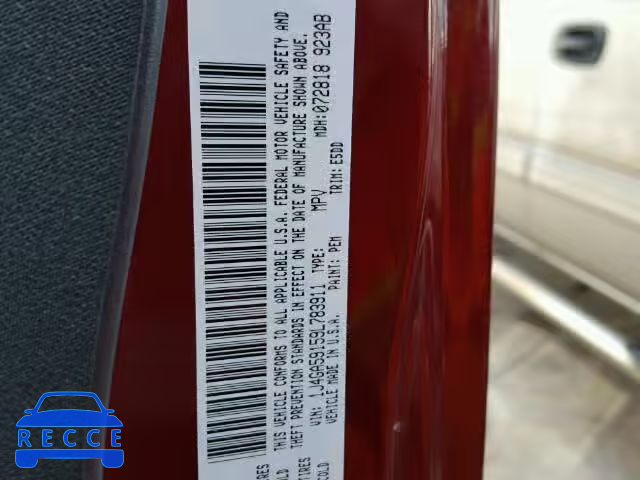 THIS VEHICLE CONFORMS TO ALL APPLICABLE U.S.A. FEDERAL MOTOR VEHICLE SAFETY AND
THEFT PREVENTION STANDARDS IN EFFECT ON THE DATE OF MANUFACTURE SHOWN ABOVE.
VIN: 1J4GA59159L783911 TYPE: MPV MDH:072818 923AB
VEHICLE MADE IN U.S.A. PAINT: PEM TRIM: E5DD
RECCE